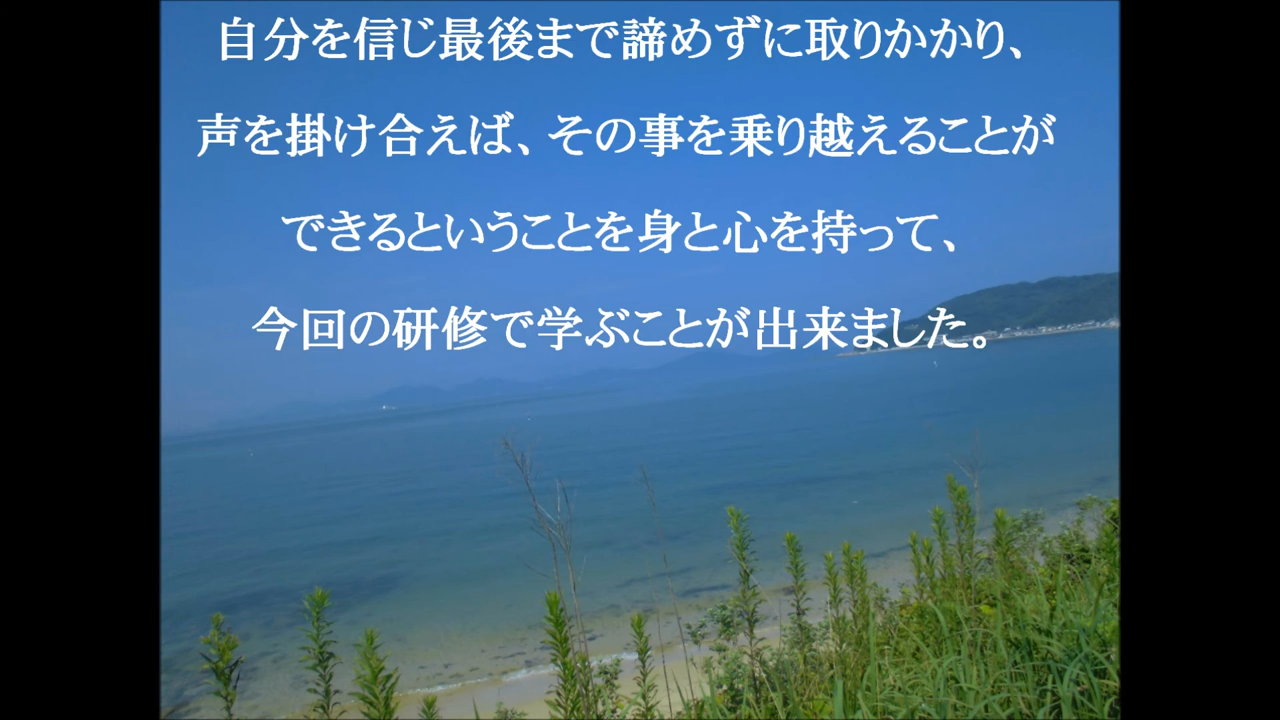 自分を信じ最後まで諦めずに取りかかり、
声を掛け合えば、その事を乗り越えることが
できるということを身と心を持って、
今回の研修で学ぶことが出来ました。